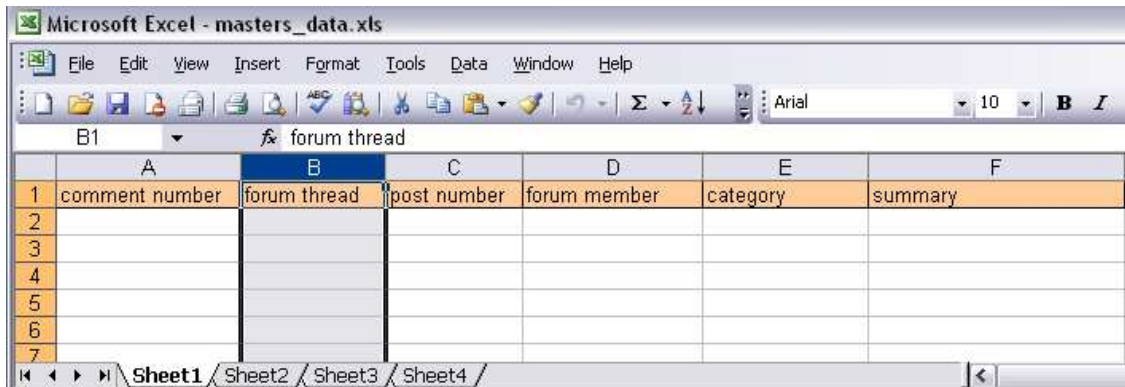 Microsoft Excel - masters_data.xls
File Edit View Insert Format Tools Data Window Help
ABC Σ A Z Arial 10 B I
B1 fx forum thread
A B C D E F
1 comment number forum thread post number forum member category summary
2
3
4
5
6
7
Sheet1 / Sheet2 / Sheet3 / Sheet4 /